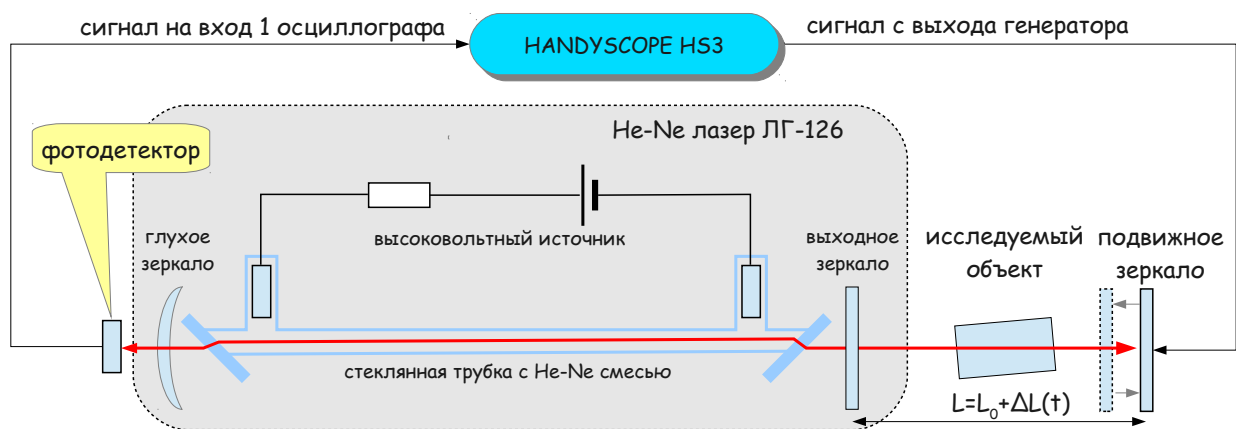 сигнал на вход 1 осциллографа
HANDYSCOPE HS3
сигнал с выхода генератора
He-Ne лазер ЛГ-126
фотодетектор
глухое
зеркало
высоковольтный источник
выходное
зеркало
исследуемый
объект
подвижное
зеркало
стеклянная трубка с He-Ne смесью
L=L₀+ΔL(t)